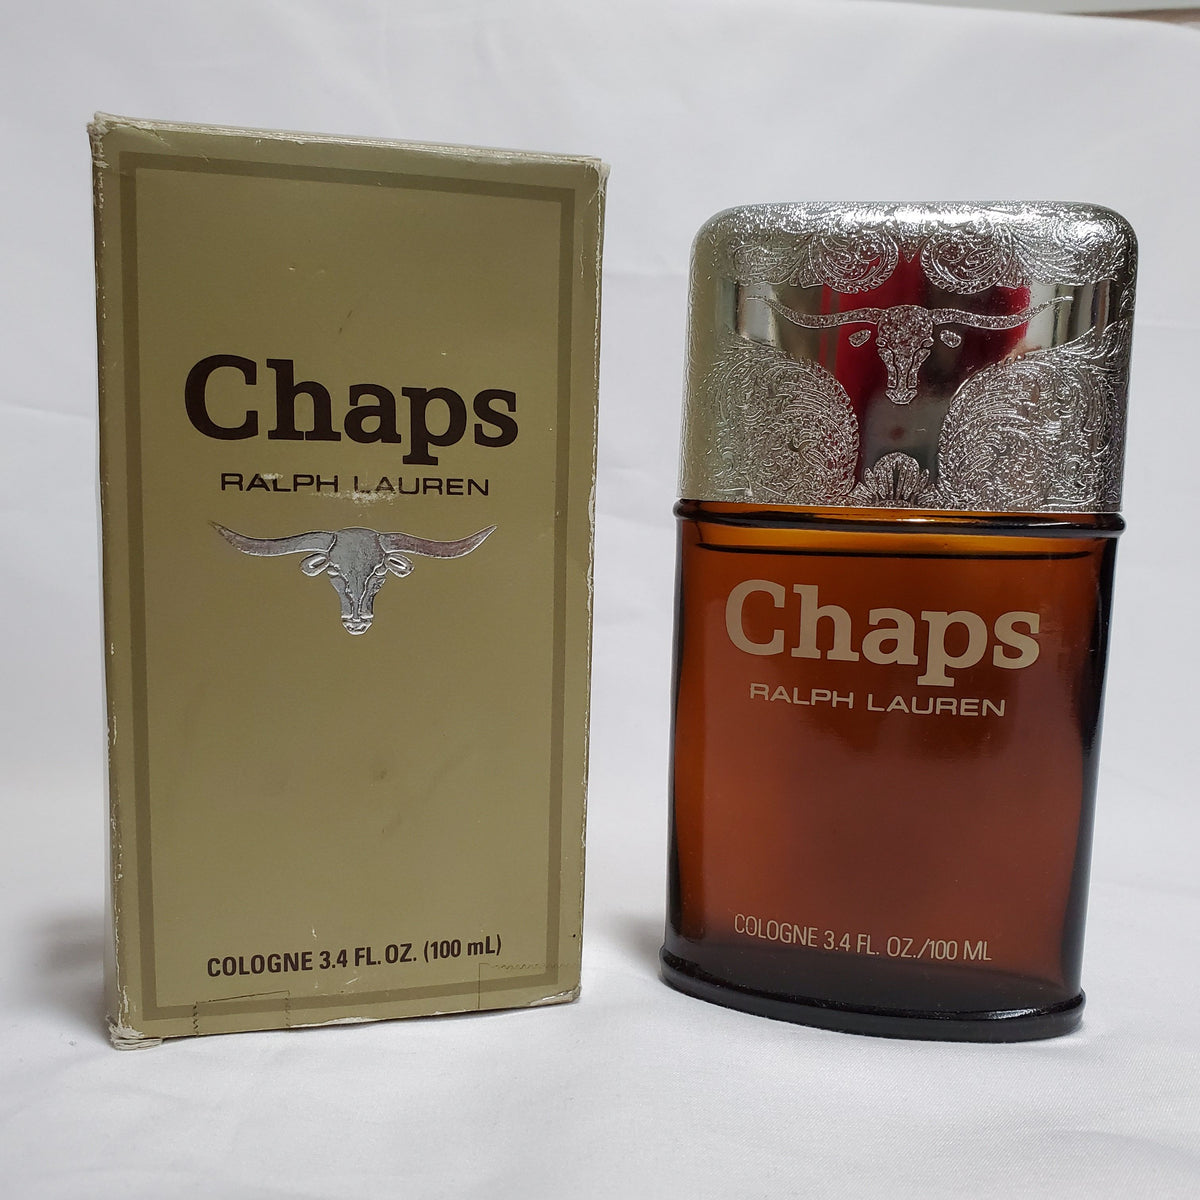 Chaps
RALPH LAUREN
COLOGNE 3.4 FL. OZ. (100 mL)
Chaps
RALPH LAUREN
COLOGNE 3.4 FL. OZ./100 ML